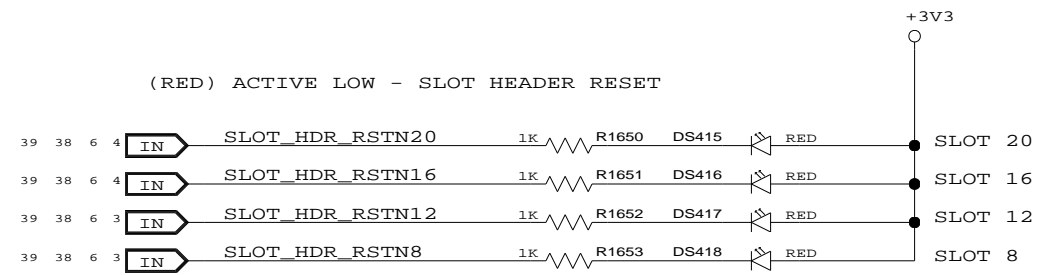 +3V3
(RED) ACTIVE LOW - SLOT HEADER RESET
39 38 6 4 IN SLOT_HDR_RSTN20 1K R1650 DS415 RED SLOT 20
39 38 6 4 IN SLOT_HDR_RSTN16 1K R1651 DS416 RED SLOT 16
39 38 6 3 IN SLOT_HDR_RSTN12 1K R1652 DS417 RED SLOT 12
39 38 6 3 IN SLOT_HDR_RSTN8 1K R1653 DS418 RED SLOT 8